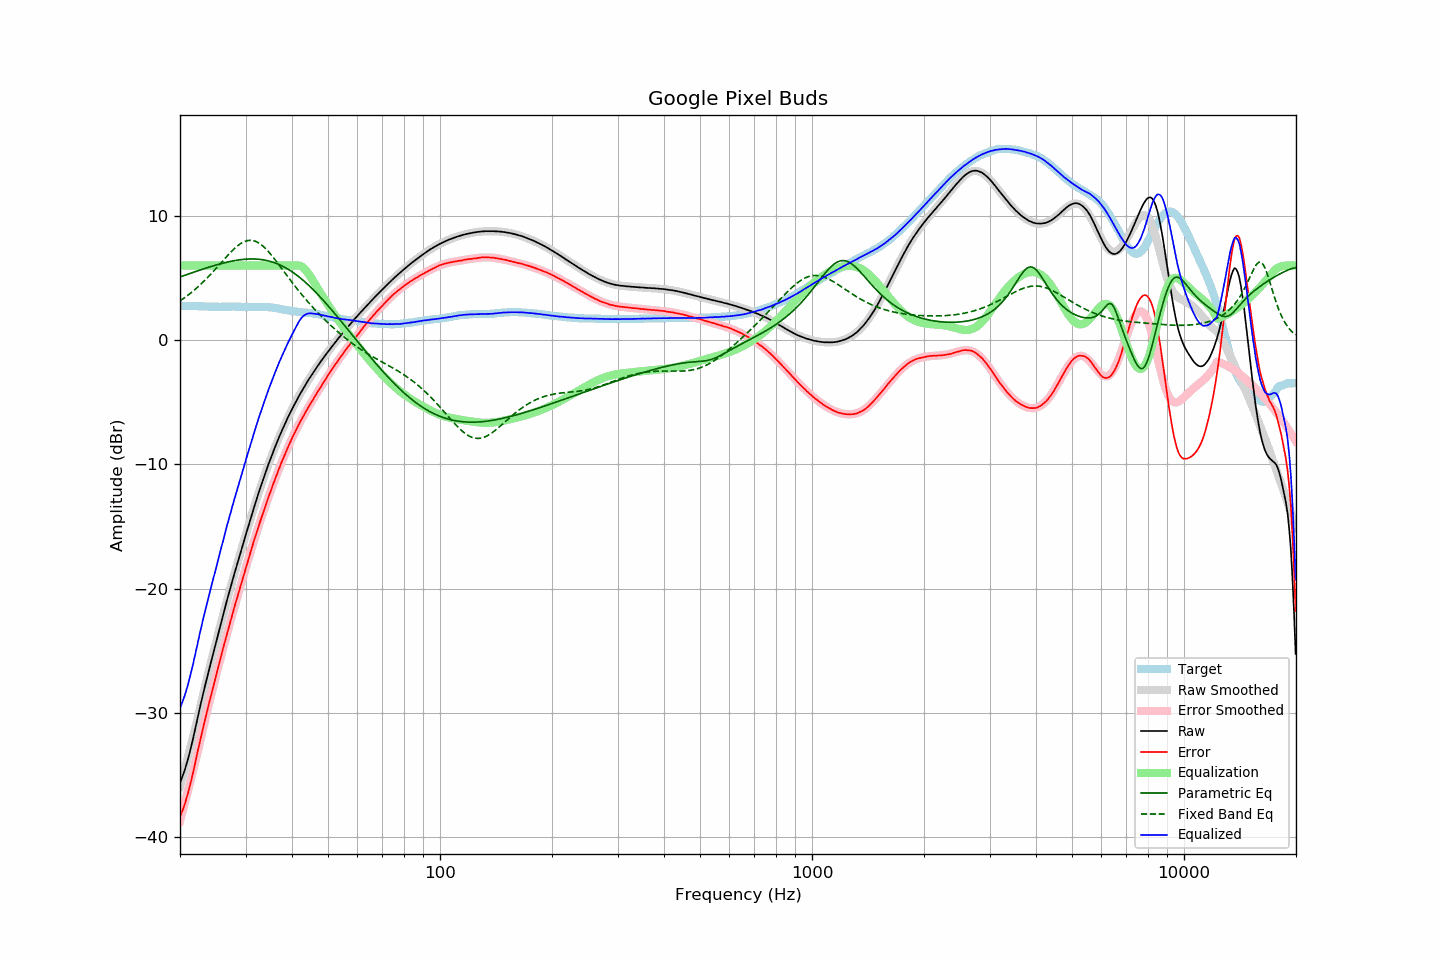 Google Pixel Buds
10
0
−10
−20
−30
−40
Amplitude (dBr)
100
1000
10000
Frequency (Hz)
Target
Raw Smoothed
Error Smoothed
Raw
Error
Equalization
Parametric Eq
Fixed Band Eq
Equalized